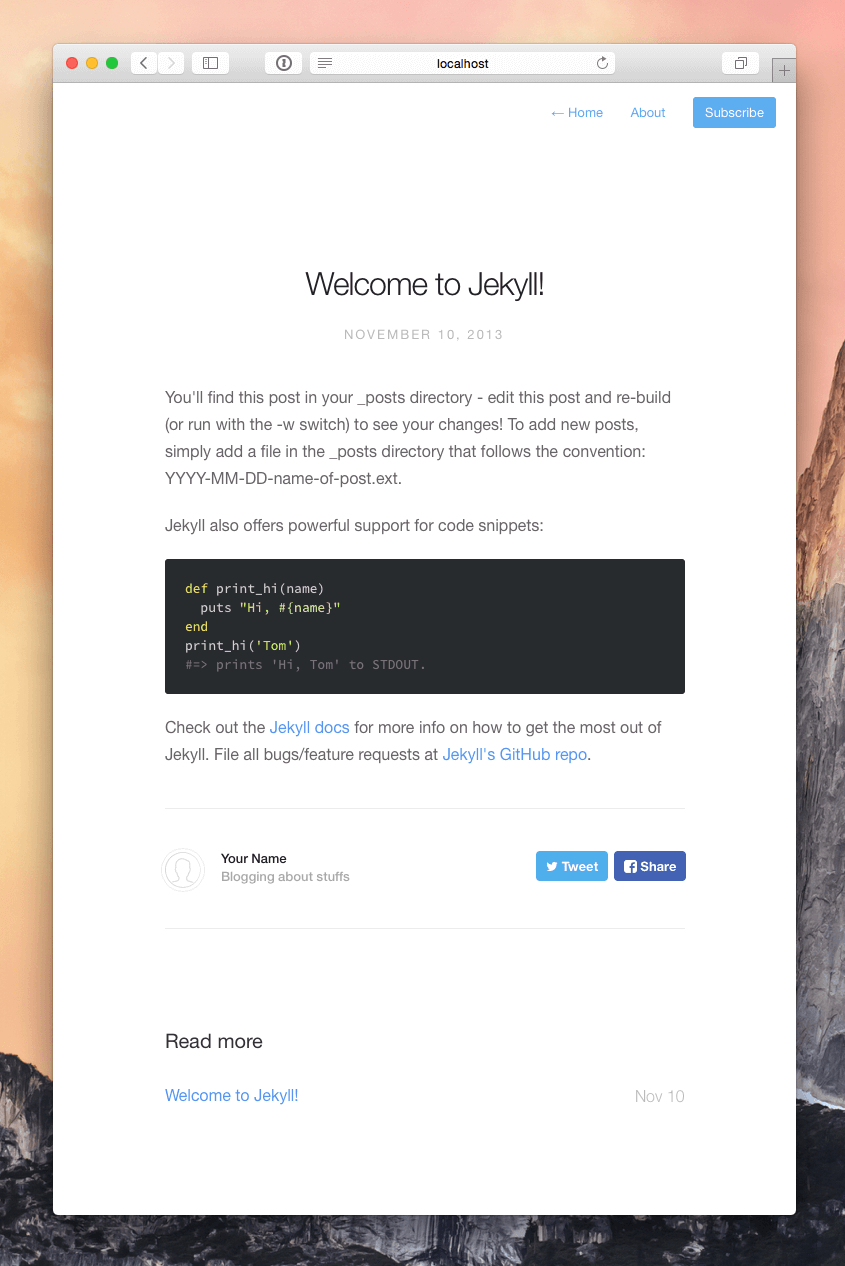 localhost
← Home About Subscribe
Welcome to Jekyll!
NOVEMBER 10, 2013
You'll find this post in your _posts directory - edit this post and re-build
(or run with the -w switch) to see your changes! To add new posts,
simply add a file in the _posts directory that follows the convention:
YYYY-MM-DD-name-of-post.ext.
Jekyll also offers powerful support for code snippets:
def print_hi(name)
  puts "Hi, #{name}"
end
print_hi('Tom')
#=> prints 'Hi, Tom' to STDOUT.
Check out the Jekyll docs for more info on how to get the most out of
Jekyll. File all bugs/feature requests at Jekyll's GitHub repo.
Your Name
Blogging about stuffs
Tweet Share
Read more
Welcome to Jekyll! Nov 10